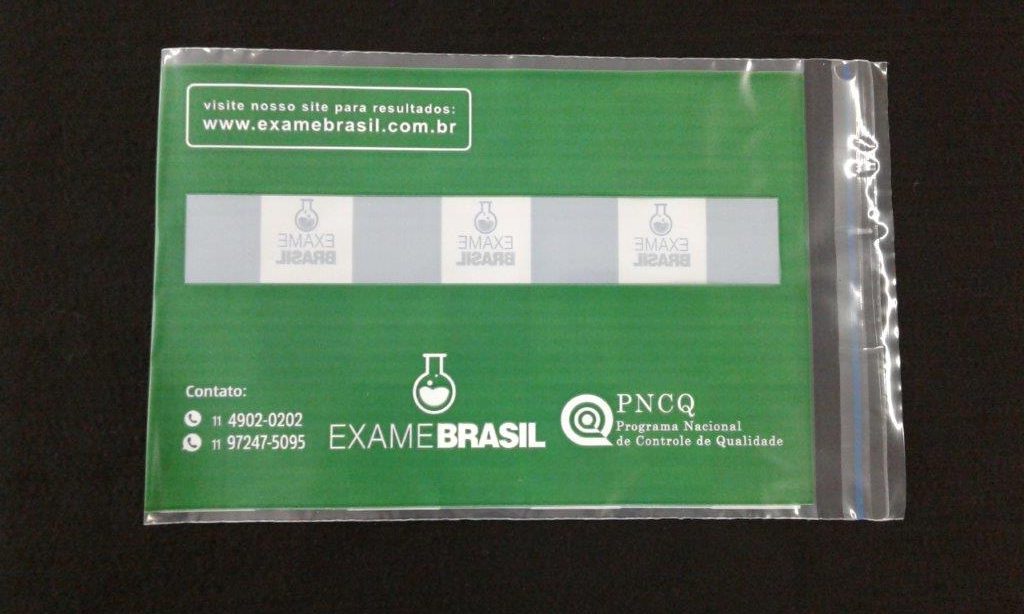 visite nosso site para resultados:
www.examebrasil.com.br
EXAME
BRASIL
EXAME
BRASIL
EXAME
BRASIL
Contato:
11 4902-0202
11 97247-5095
EXAMEBRASIL
PNCQ
Programa Nacional
de Controle de Qualidade